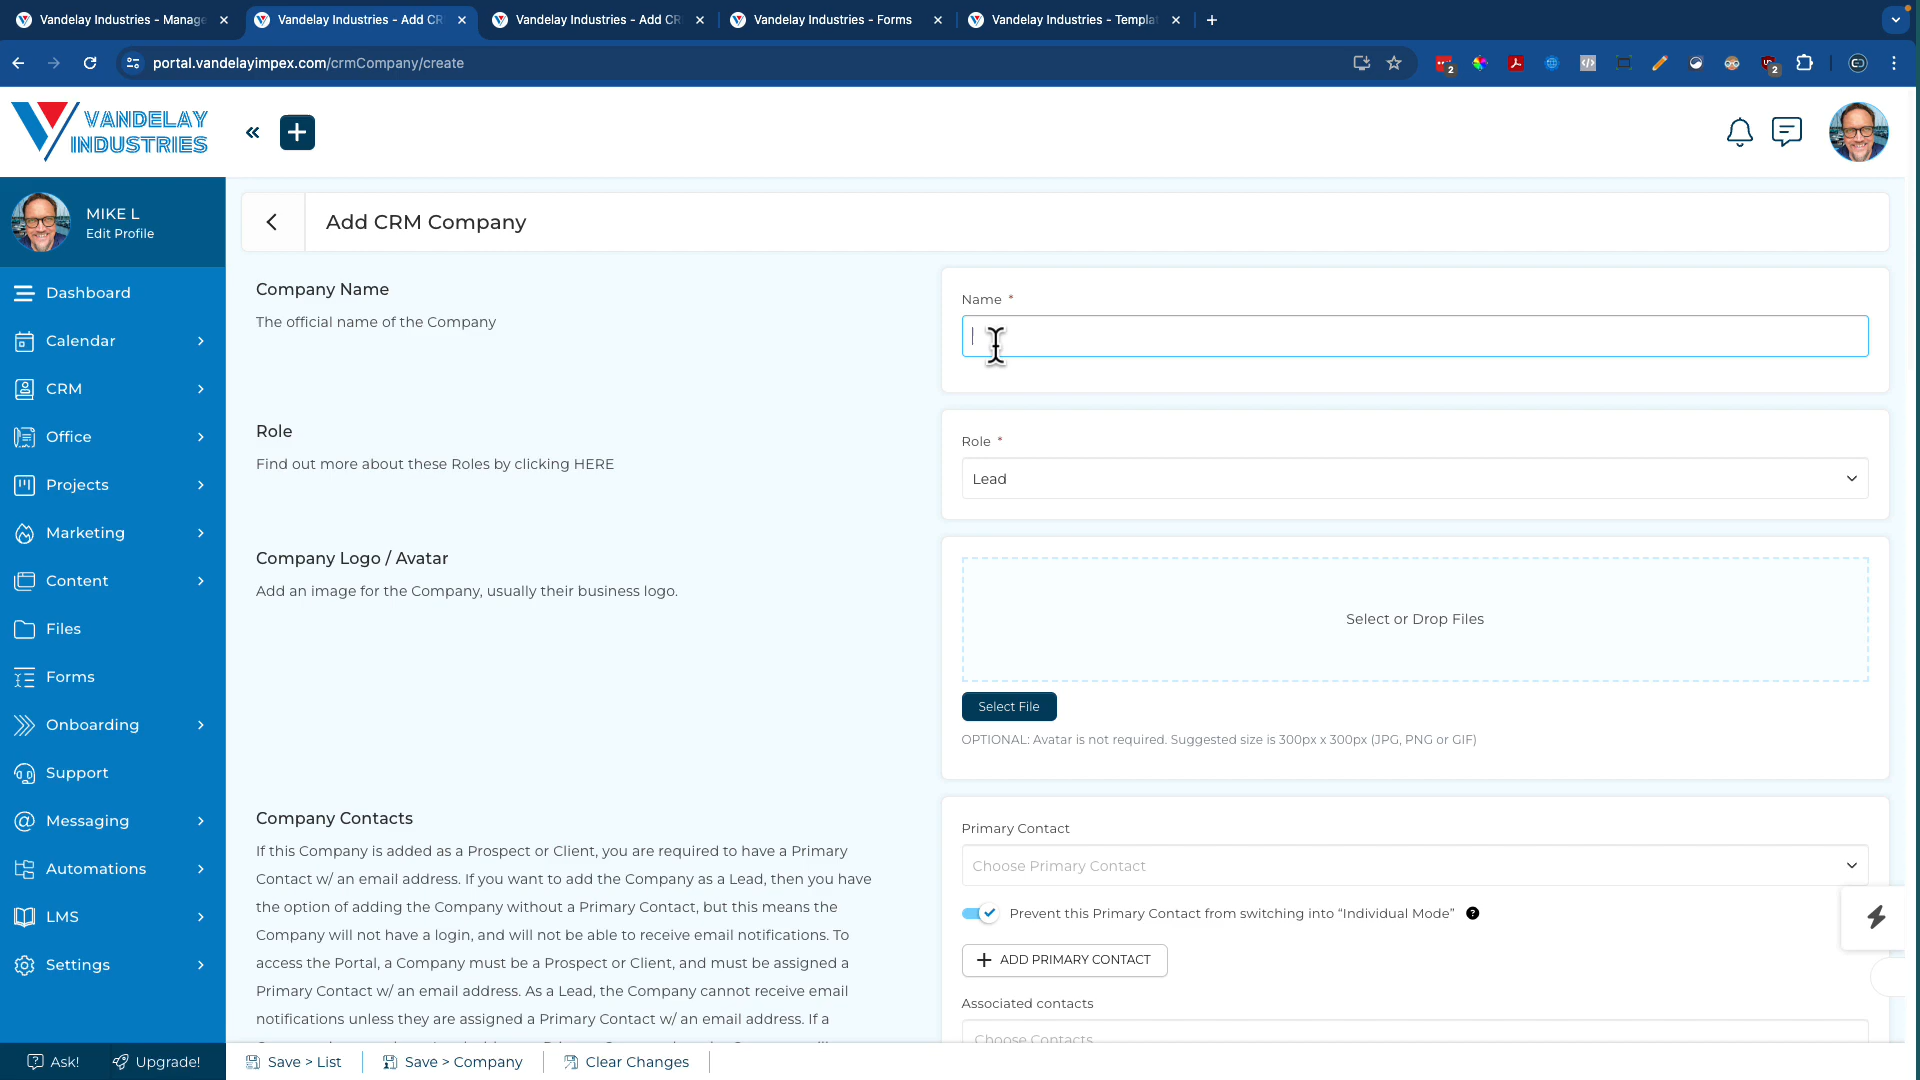 Vandelay Industries - Manage
Vandelay Industries - Add CR
Vandelay Industries - Add CR
Vandelay Industries - Forms
Vandelay Industries - Templat
portal.vandelayimpex.com/crmCompany/create
2
2
VANDELAY
INDUSTRIES
MIKE L
Edit Profile
Dashboard
Calendar
CRM
Office
Projects
Marketing
Content
Files
Forms
Onboarding
Support
Messaging
Automations
LMS
Settings
Ask!
Upgrade!
Add CRM Company
Company Name
The official name of the Company
Name *
Role
Find out more about these Roles by clicking HERE
Role *
Lead
Company Logo / Avatar
Add an image for the Company, usually their business logo.
Select or Drop Files
Select File
OPTIONAL: Avatar is not required. Suggested size is 300px x 300px (JPG, PNG or GIF)
Company Contacts
If this Company is added as a Prospect or Client, you are required to have a Primary
Contact w/ an email address. If you want to add the Company as a Lead, then you have
the option of adding the Company without a Primary Contact, but this means the
Company will not have a login, and will not be able to receive email notifications. To
access the Portal, a Company must be a Prospect or Client, and must be assigned a
Primary Contact w/ an email address. As a Lead, the Company cannot receive email
notifications unless they are assigned a Primary Contact w/ an email address. If a
Primary Contact
Choose Primary Contact
Prevent this Primary Contact from switching into “Individual Mode” ?
ADD PRIMARY CONTACT
Associated contacts
Choose Contacts
Save > List
Save > Company
Clear Changes